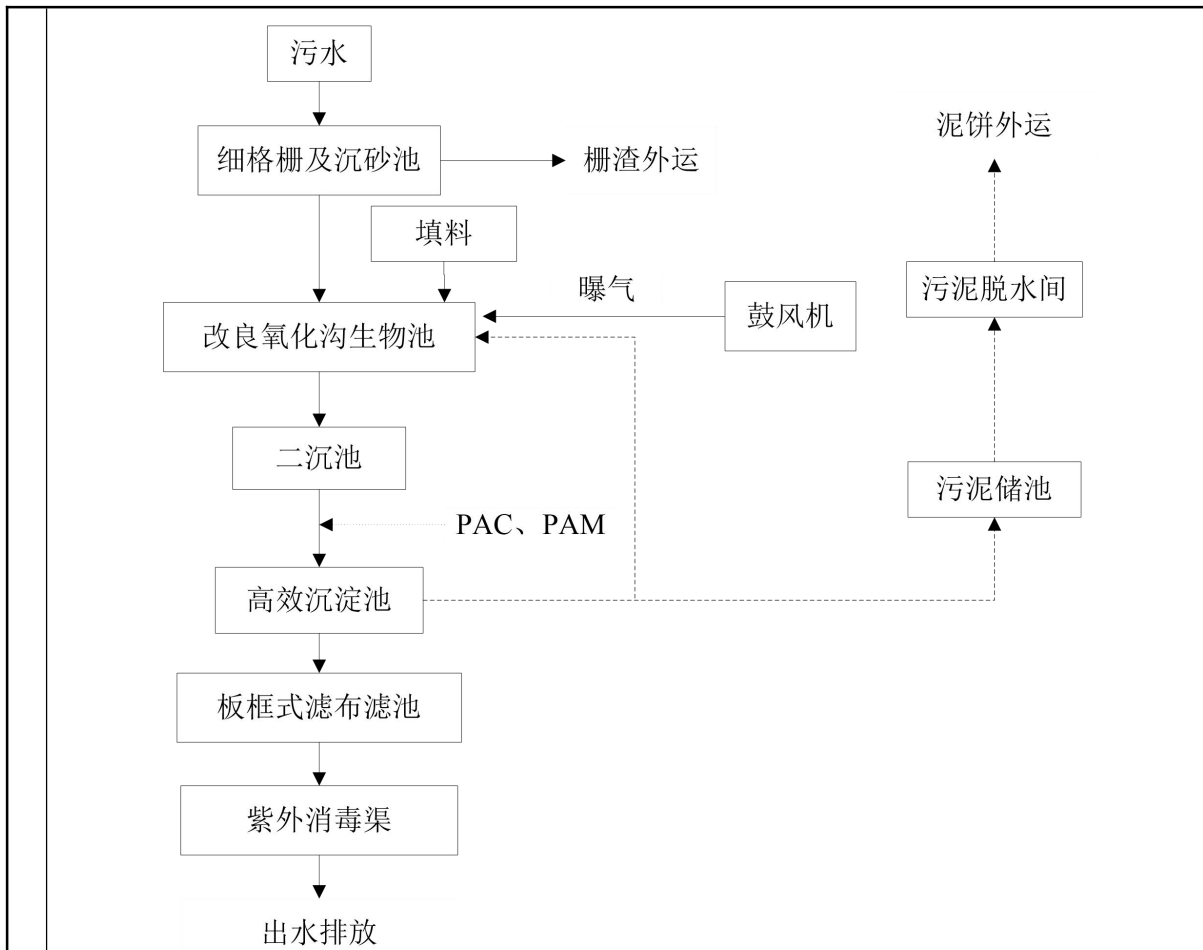 污水
泥饼外运
细格栅及沉砂池
栅渣外运
填料
曝气
鼓风机
污泥脱水间
改良氧化沟生物池
二沉池
污泥储池
PAC、PAM
高效沉淀池
板框式滤布滤池
紫外消毒渠
出水排放